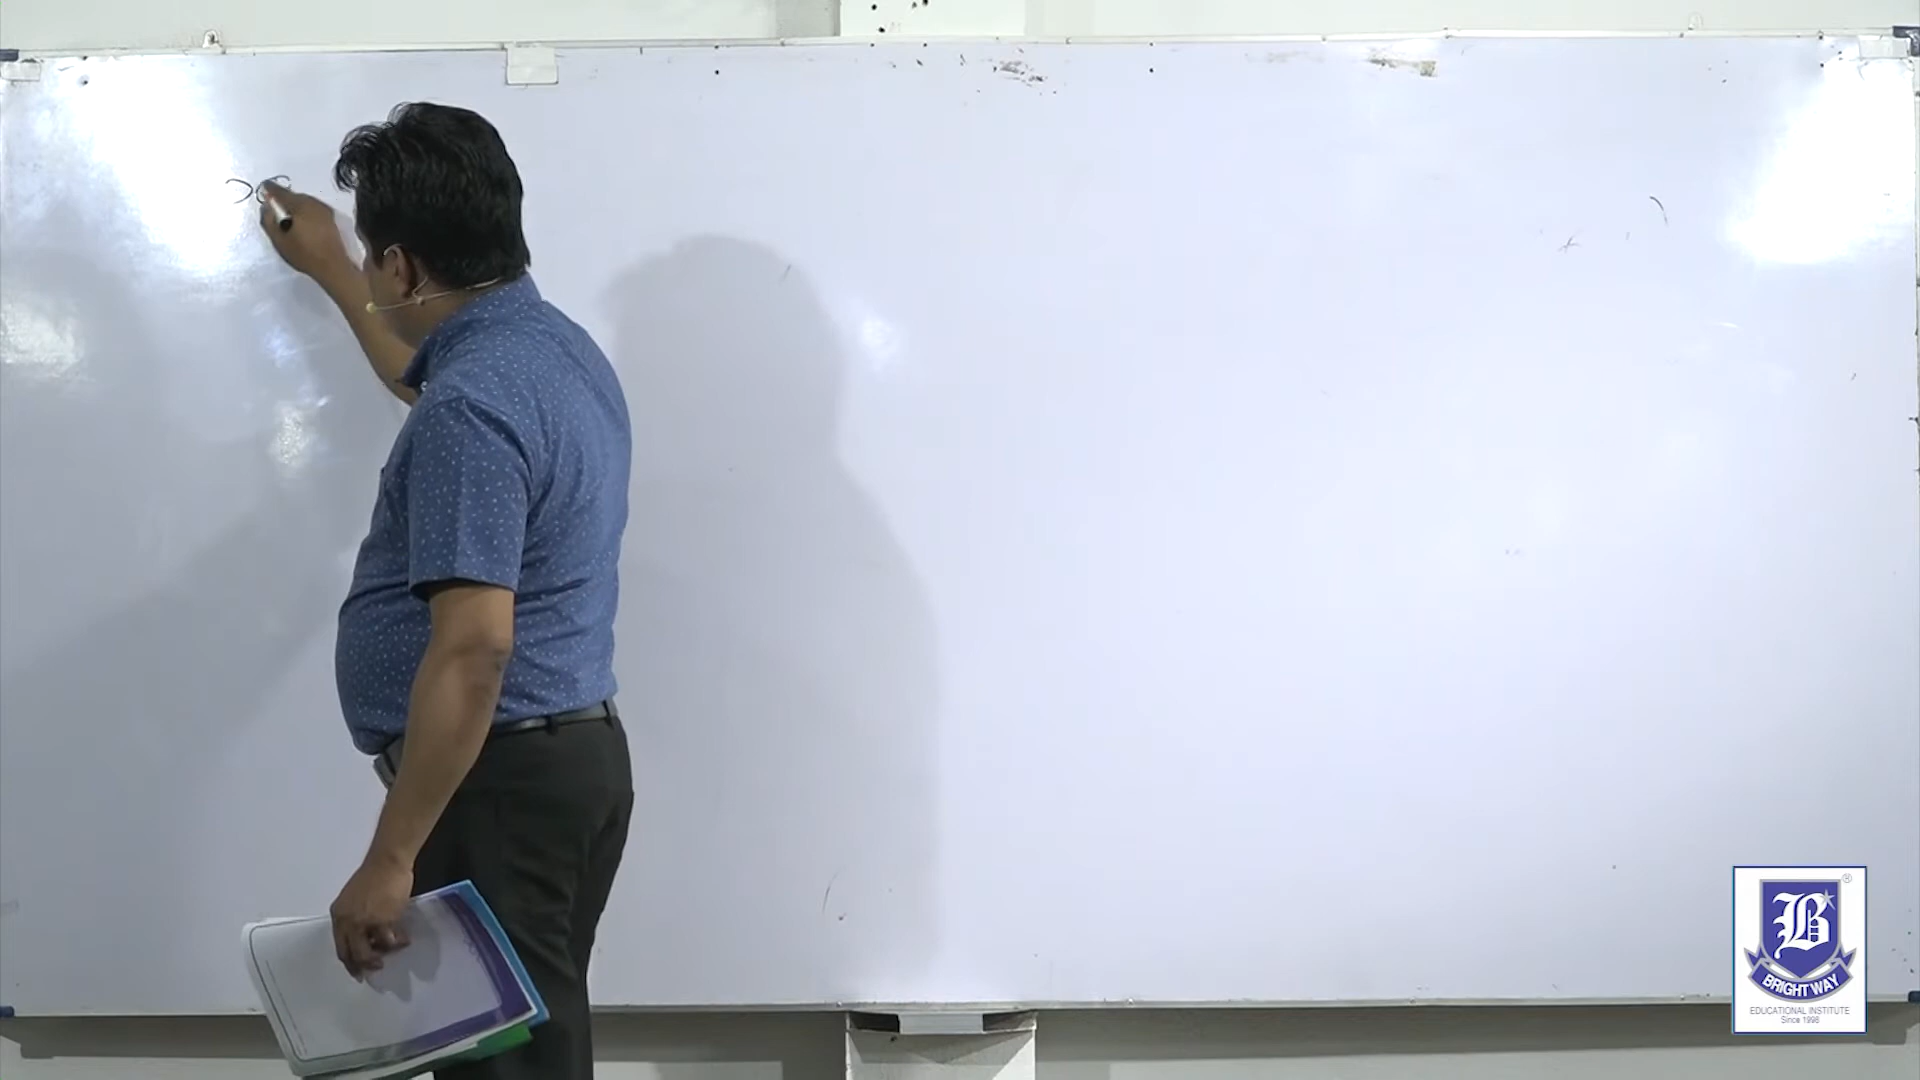 B
BRIGHT WAY
EDUCATIONAL INSTITUTE
Since 1998
®